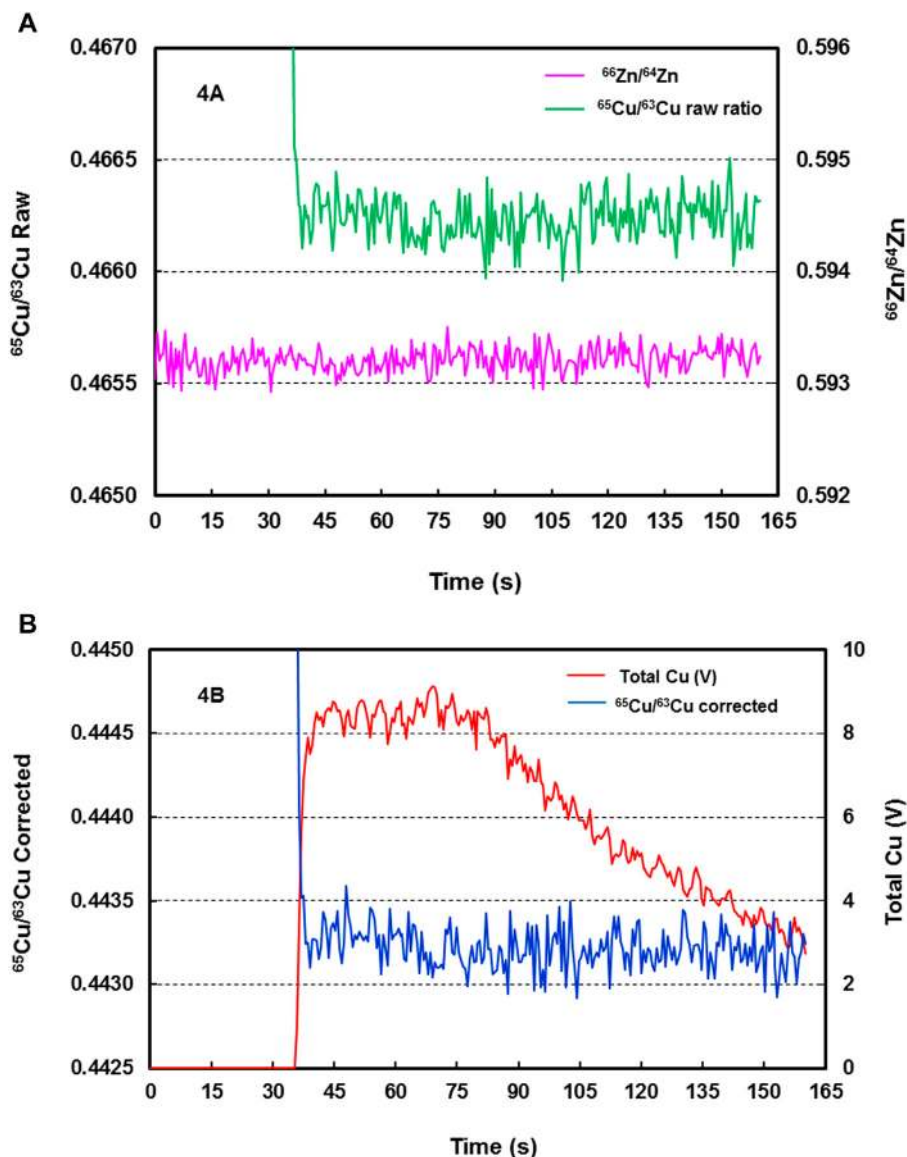 A
4A
⁶⁶Zn/⁶⁴Zn
⁶⁵Cu/⁶³Cu raw ratio
0.4670
0.4665
0.4660
0.4655
0.4650
⁶⁵Cu/⁶³Cu Raw
0.596
0.595
0.594
0.593
0.592
⁶⁶Zn/⁶⁴Zn
0 15 30 45 60 75 90 105 120 135 150 165
Time (s)
B
4B
Total Cu (V)
⁶⁵Cu/⁶³Cu corrected
0.4450
0.4445
0.4440
0.4435
0.4430
0.4425
⁶⁵Cu/⁶³Cu Corrected
10
8
6
4
2
0
Total Cu (V)
0 15 30 45 60 75 90 105 120 135 150 165
Time (s)